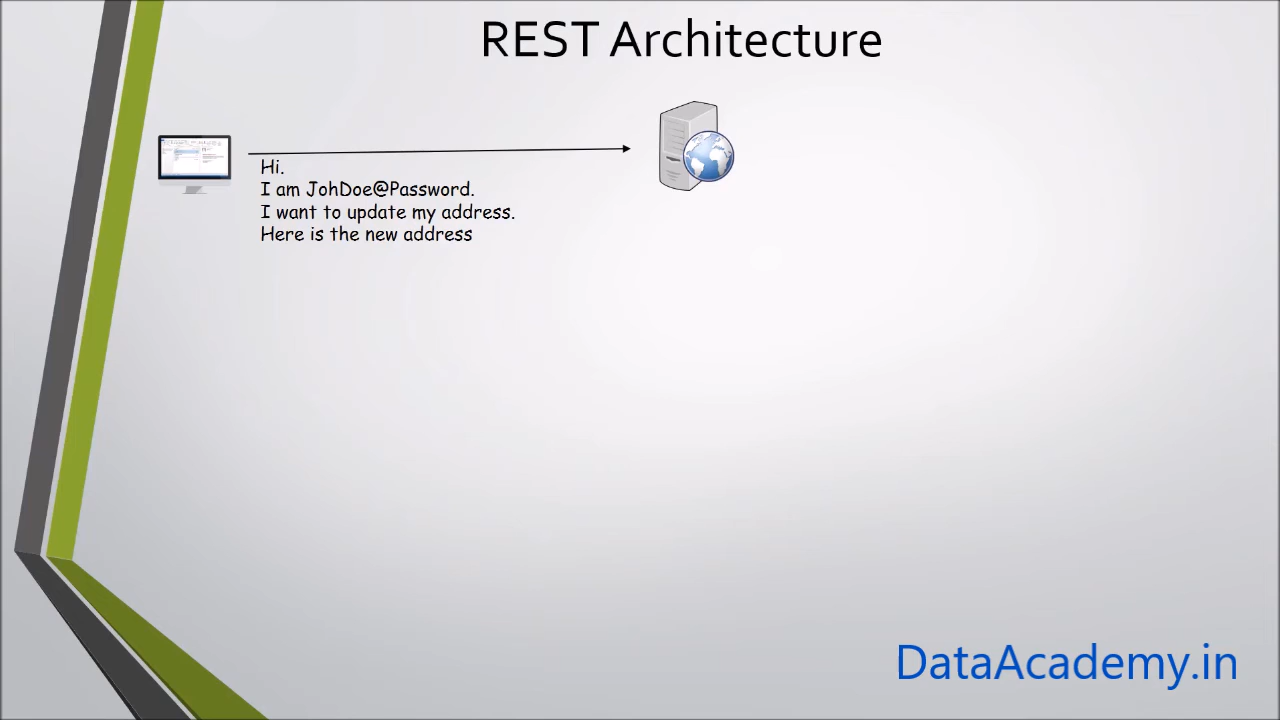 REST Architecture
Hi.
I am JohDoe@Password.
I want to update my address.
Here is the new address
DataAcademy.in